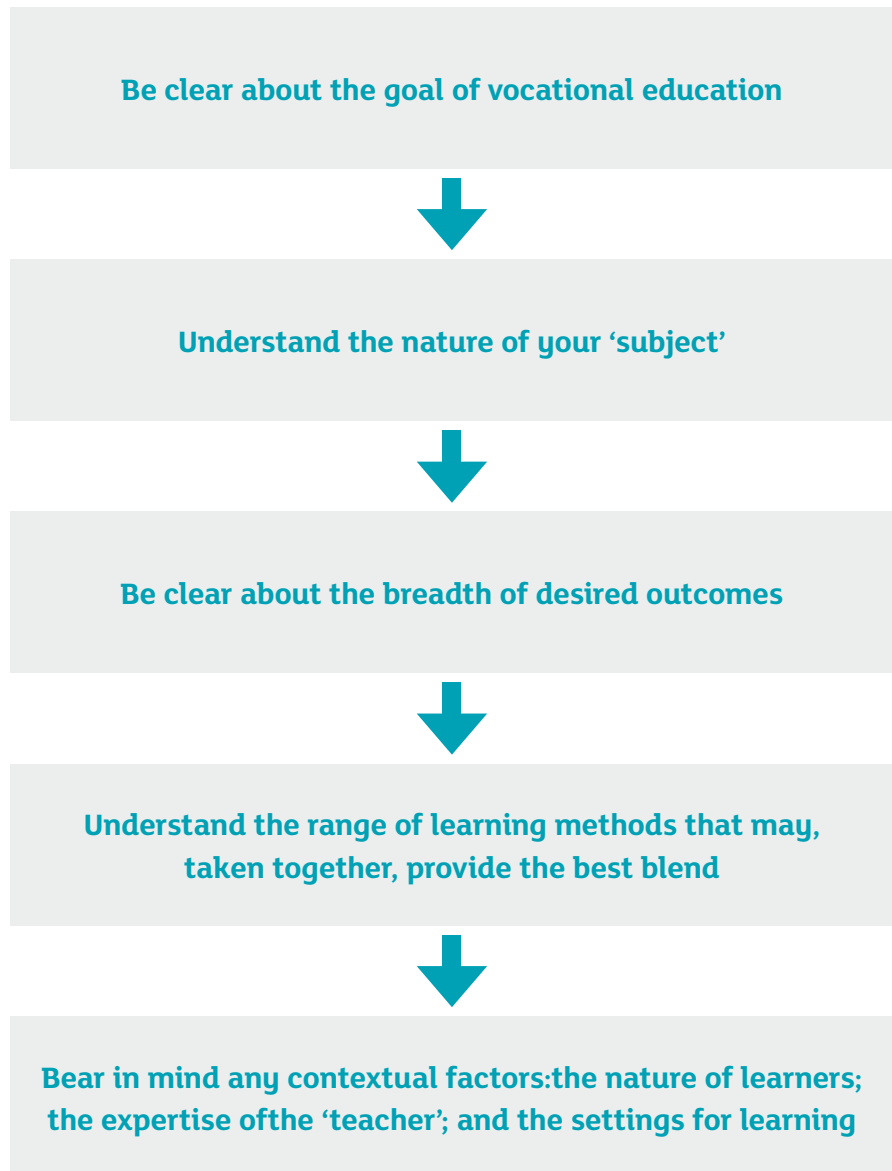 Be clear about the goal of vocational education
Understand the nature of your ‘subject’
Be clear about the breadth of desired outcomes
Understand the range of learning methods that may,
taken together, provide the best blend
Bear in mind any contextual factors:the nature of learners;
the expertise ofthe ‘teacher’; and the settings for learning